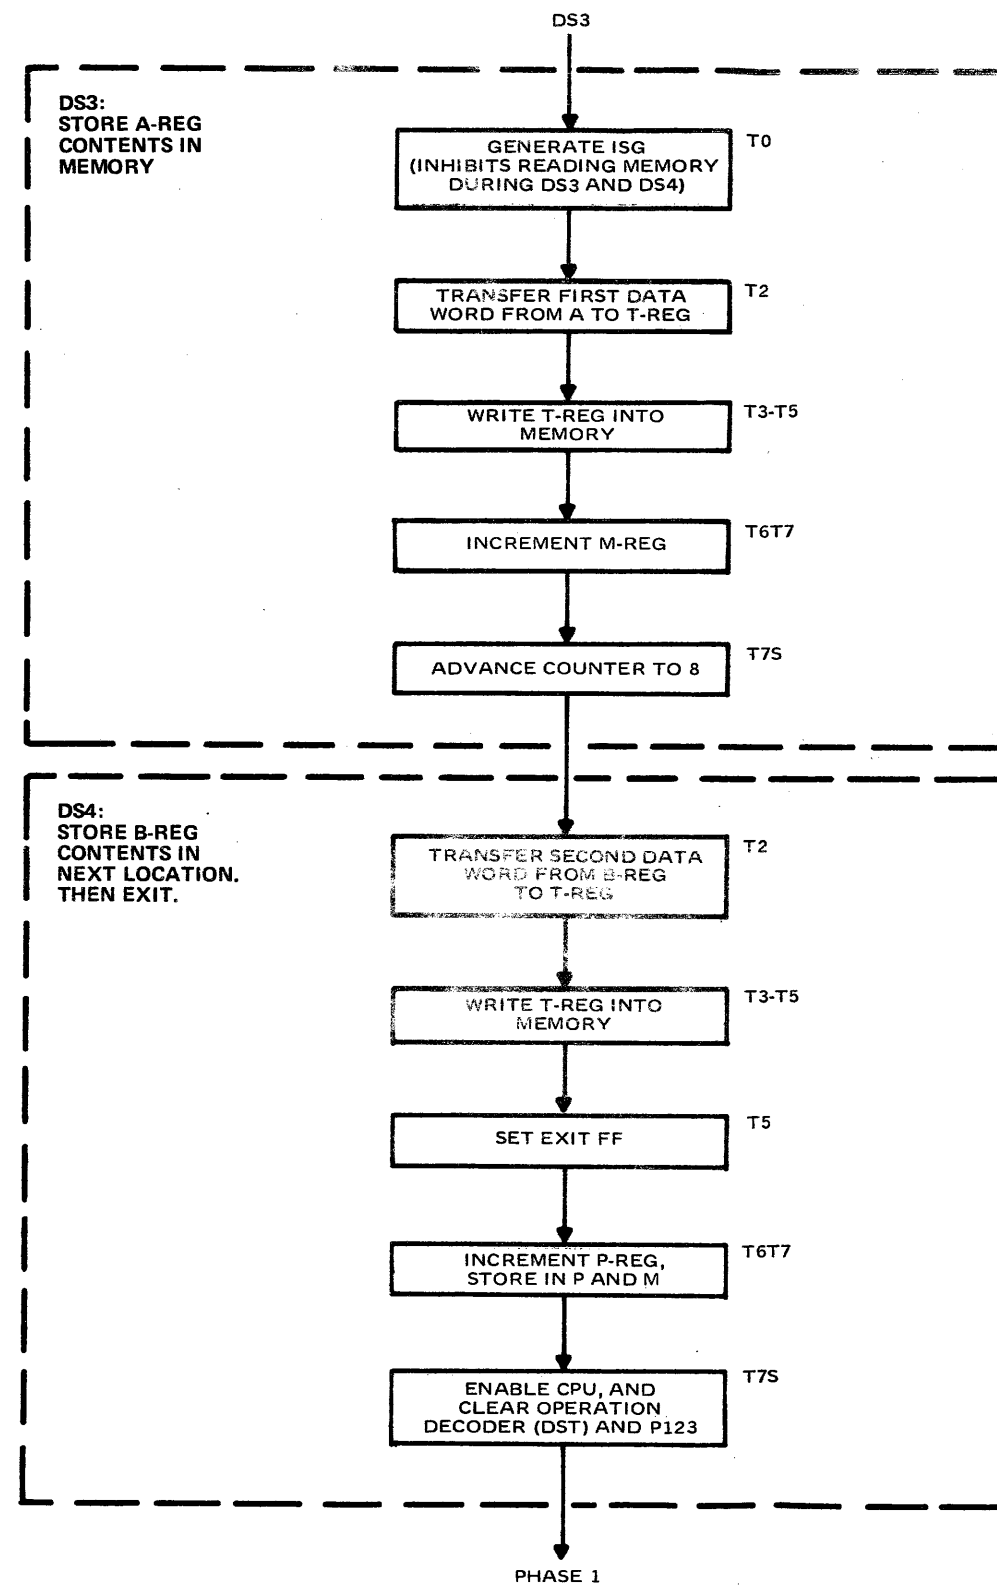 DS3
DS3:
STORE A-REG
CONTENTS IN
MEMORY
GENERATE ISG
(INHIBITS READING MEMORY
DURING DS3 AND DS4)
T0
TRANSFER FIRST DATA
WORD FROM A TO T-REG
T2
WRITE T-REG INTO
MEMORY
T3-T5
INCREMENT M-REG
T6T7
ADVANCE COUNTER TO 8
T7S
DS4:
STORE B-REG
CONTENTS IN
NEXT LOCATION.
THEN EXIT.
TRANSFER SECOND DATA
WORD FROM B-REG
TO T-REG
T2
WRITE T-REG INTO
MEMORY
T3-T5
SET EXIT FF
T5
INCREMENT P-REG,
STORE IN P AND M
T6T7
ENABLE CPU, AND
CLEAR OPERATION
DECODER (DST) AND P123
T7S
PHASE 1